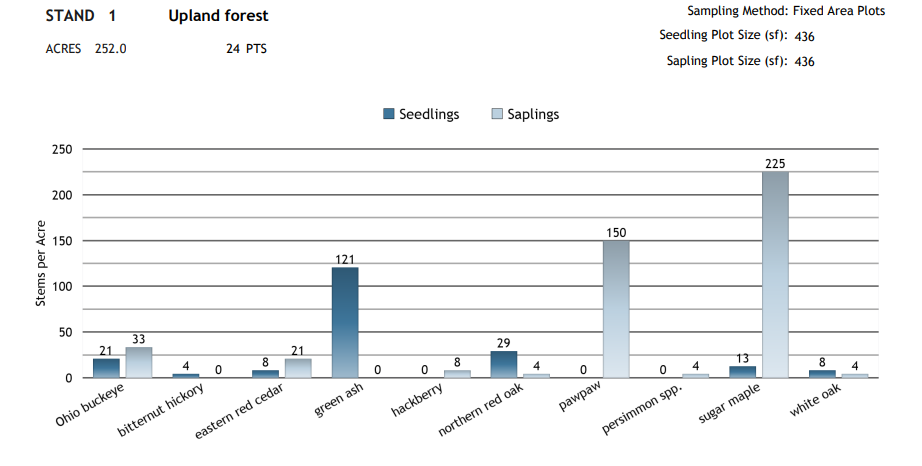 STAND 1 Upland forest
Sampling Method: Fixed Area Plots
ACRES 252.0 24 PTS
Seedling Plot Size (sf): 436
Sapling Plot Size (sf): 436
Seedlings Saplings
Stems per Acre
250
200
150
100
50
0
21 33
4 0
8 21
121 0
0 8
29 4
0 150
0 4
13 225
8 4
Ohio buckeye
bitternut hickory
eastern red cedar
green ash
hackberry
northern red oak
pawpaw
persimmon spp.
sugar maple
white oak